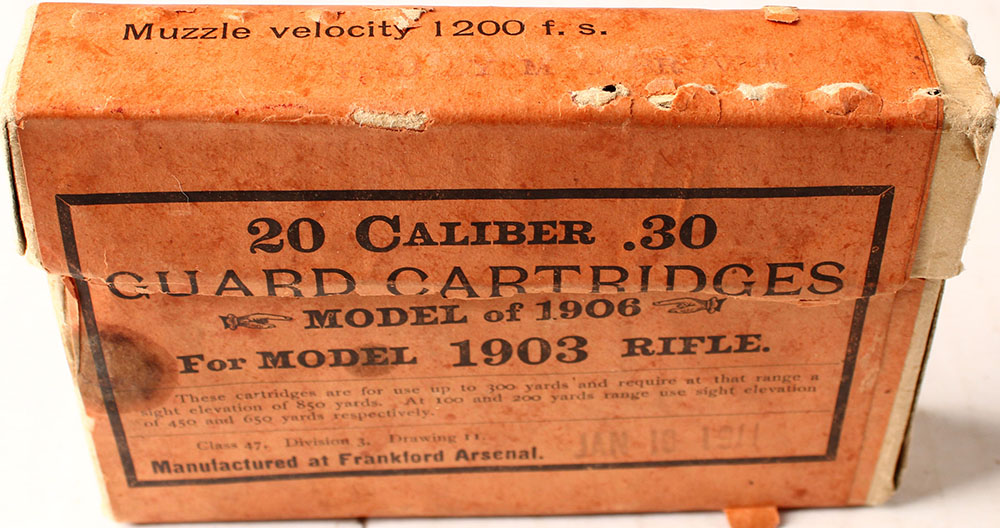 Muzzle velocity 1200 f. s.
20 CALIBER .30
GUARD CARTRIDGES
MODEL of 1906
For MODEL 1903 RIFLE.
These cartridges are for use up to 300 yards and require at that range a
sight elevation of 850 yards. At 100 and 200 yards range use sight elevation
of 450 and 650 yards respectively.
Class 47, Division 3, Drawing 11.
Manufactured at Frankford Arsenal.